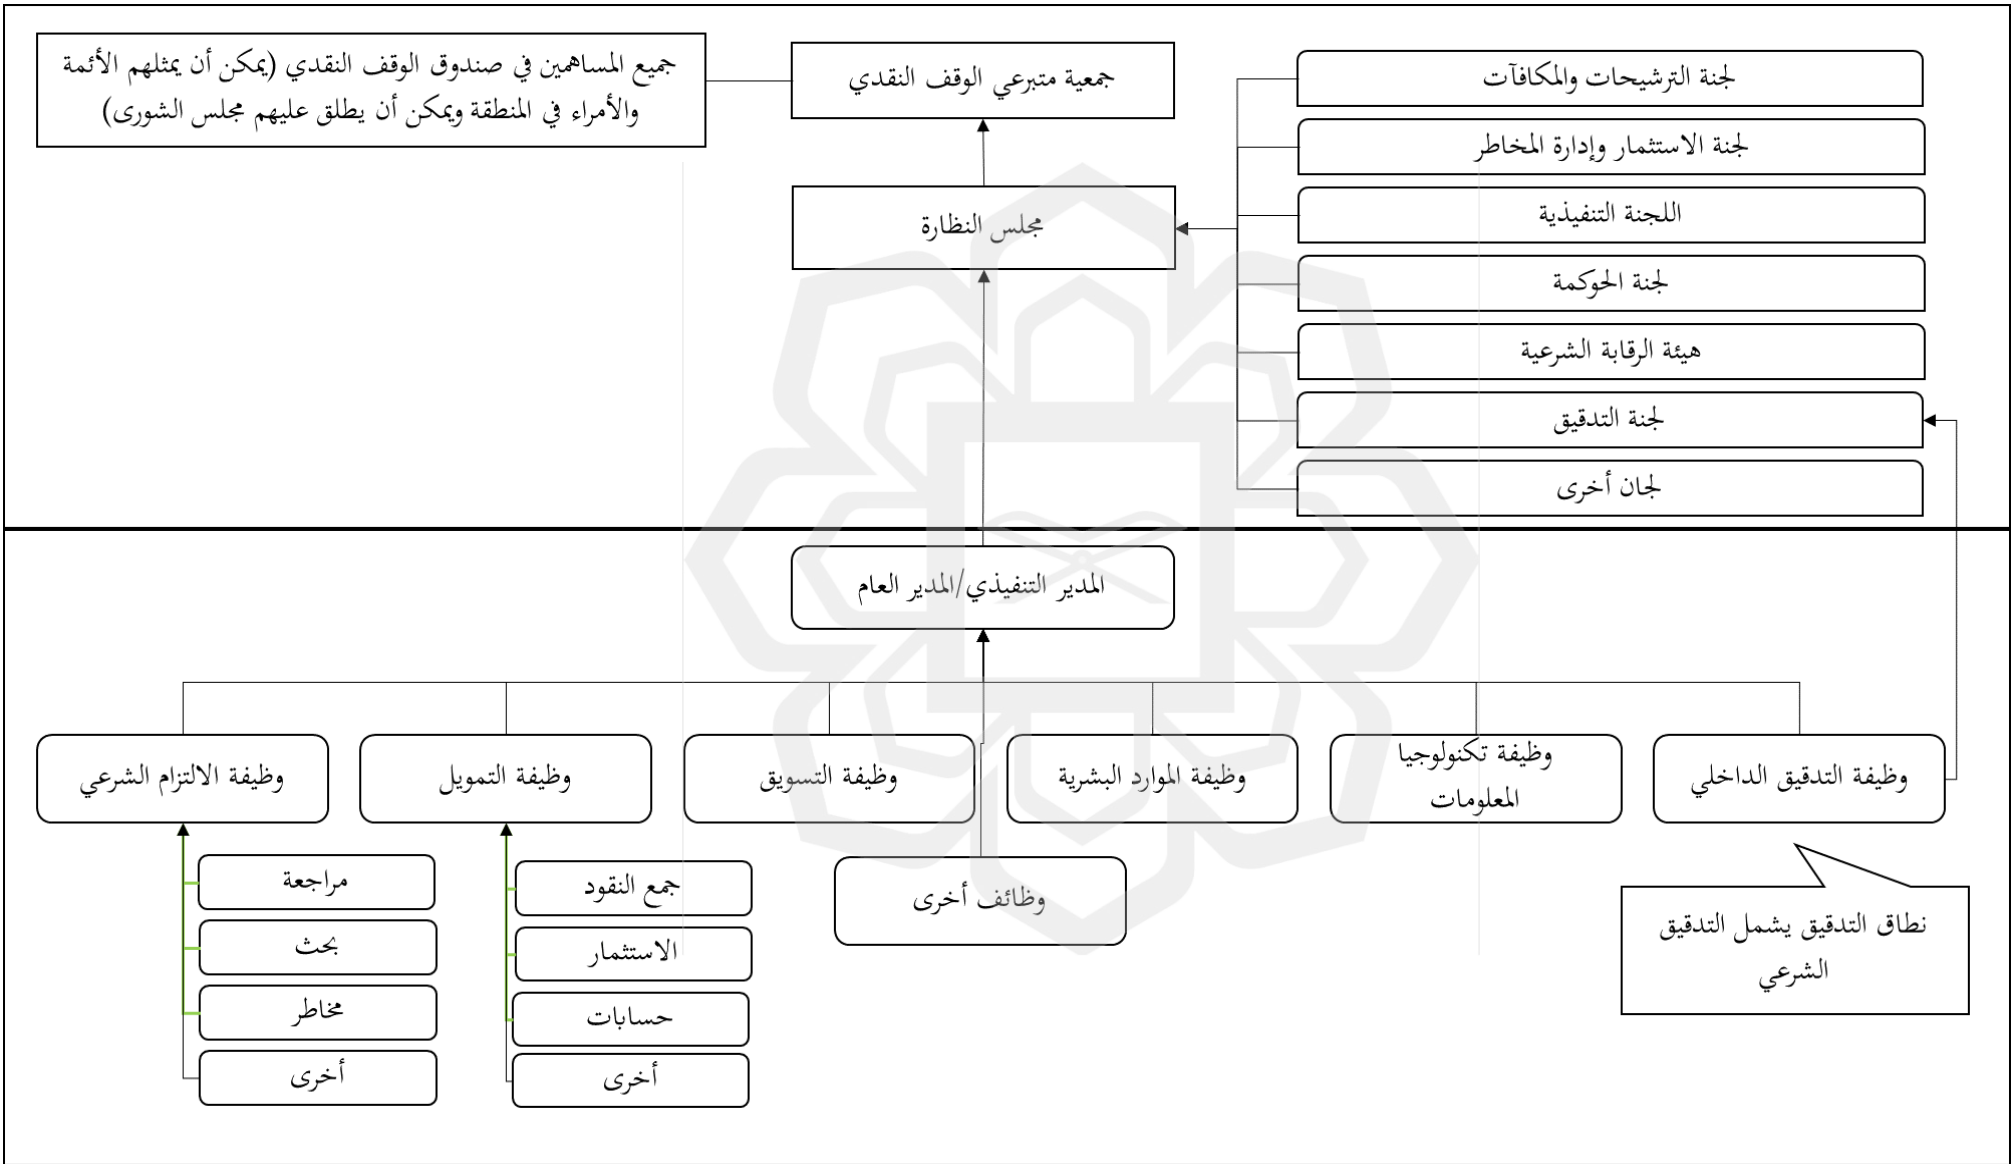 لجنة الترشيحات والمكافآت
جمعية متبرعي الوقف النقدي
جميع المساهمين في صندوق الوقف النقدي (يمكن أن يمثلهم الأئمة
والأمراء في المنطقة ويمكن أن يطلق عليهم مجلس الشورى)
لجنة الاستثمار وإدارة المخاطر
اللجنة التنفيذية
مجلس النظارة
لجنة الحوكمة
هيئة الرقابة الشرعية
لجنة التدقيق
لجان أخرى
المدير التنفيذي/المدير العام
وظيفة التدقيق الداخلي
وظيفة تكنولوجيا
المعلومات
وظيفة الموارد البشرية
وظيفة التسويق
وظيفة التمويل
وظيفة الالتزام الشرعي
نطاق التدقيق يشمل التدقيق
الشرعي
وظائف أخرى
جمع النقود
الاستثمار
حسابات
أخرى
مراجعة
بحث
مخاطر
أخرى